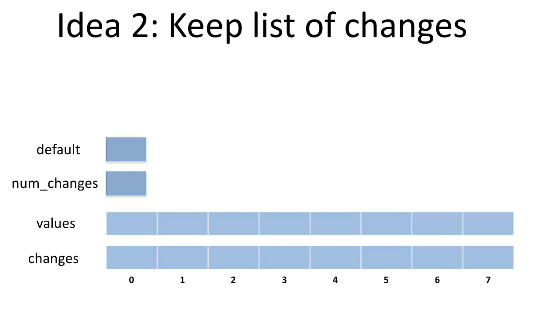 Idea 2: Keep list of changes
default
num_changes
values
changes
0 1 2 3 4 5 6 7